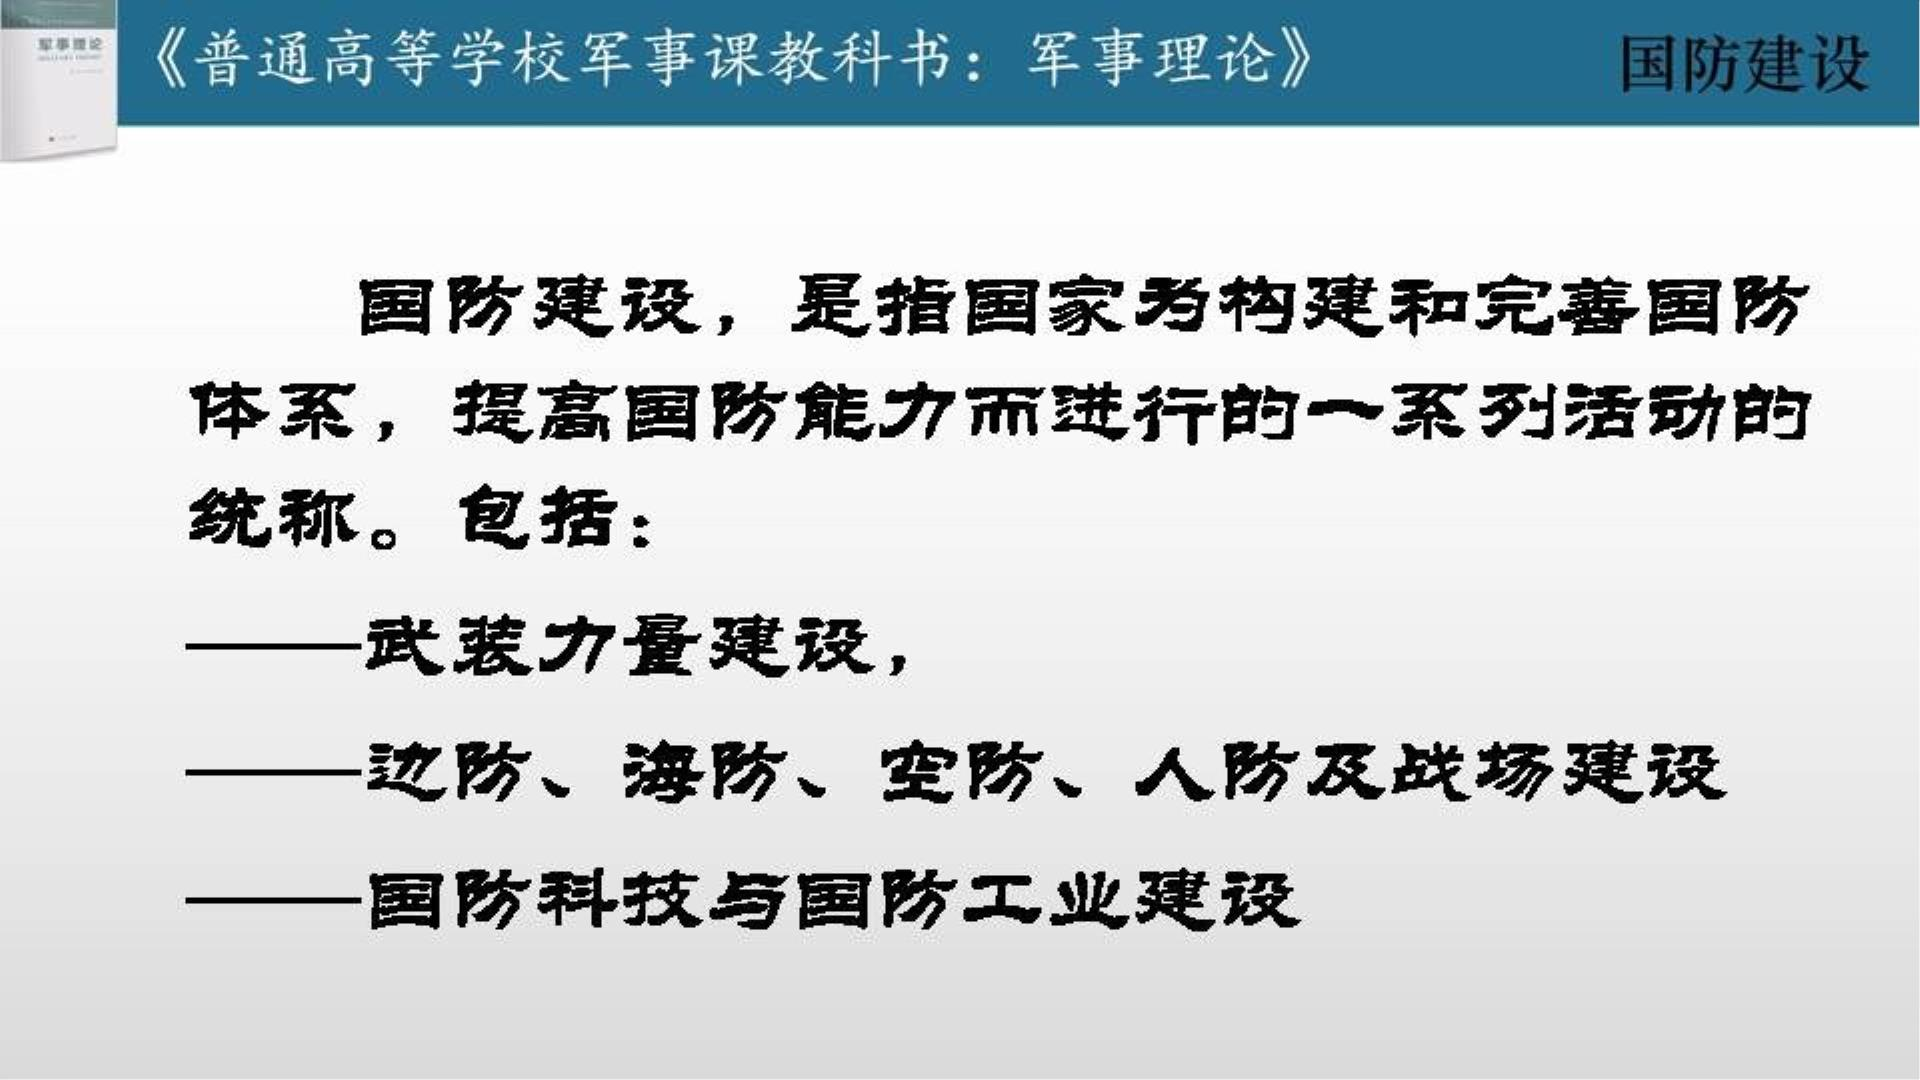 军事理论
《普通高等学校军事课教科书：军事理论》
国防建设
国防建设，是指国家为构建和完善国防
体系，提高国防能力而进行的一系列活动的
统称。包括：
——武装力量建设，
——边防、海防、空防、人防及战场建设
——国防科技与国防工业建设